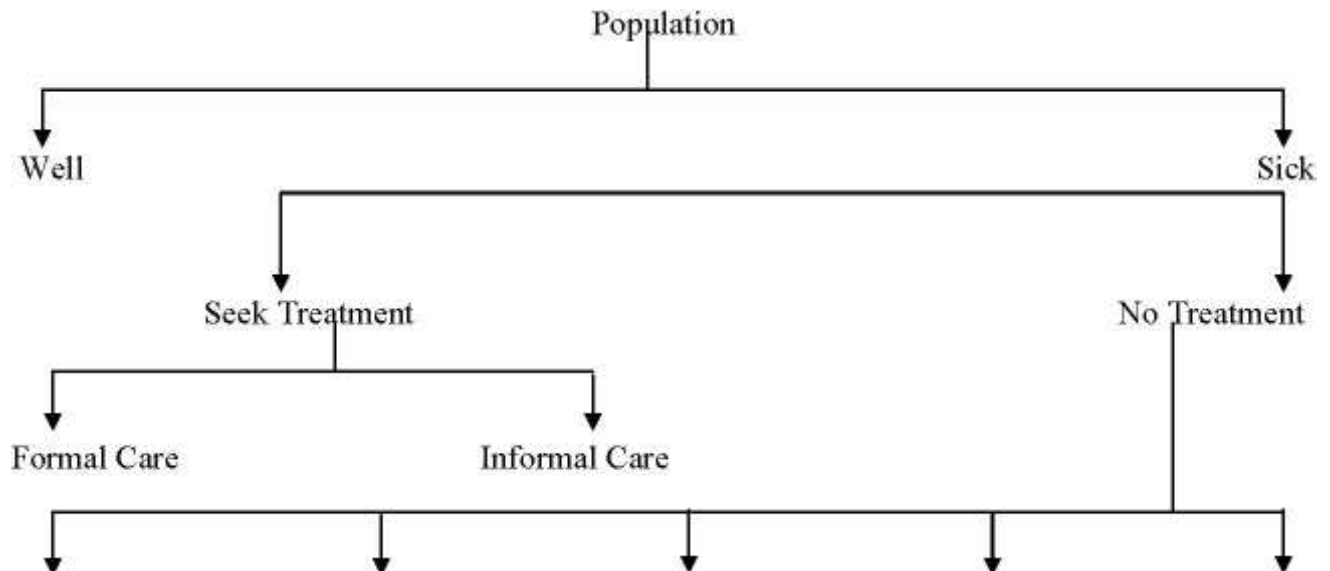 Population
Well
Sick
Seek Treatment
No Treatment
Formal Care
Informal Care